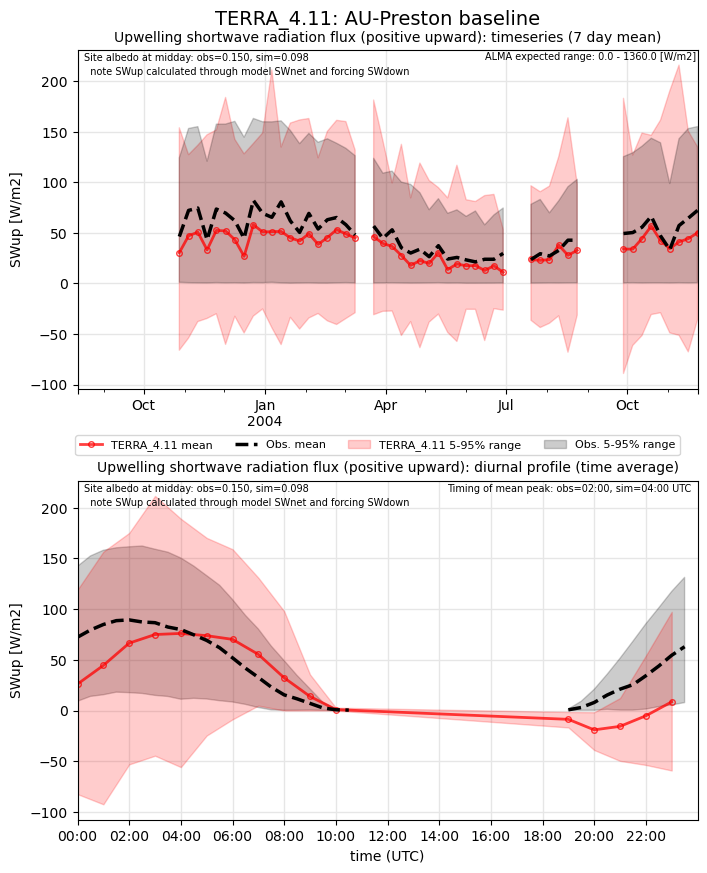 TERRA_4.11: AU-Preston baseline
Upwelling shortwave radiation flux (positive upward): timeseries (7 day mean)
Site albedo at midday: obs=0.150, sim=0.098
ALMA expected range: 0.0 - 1360.0 [W/m2]
note SWup calculated through model SWnet and forcing SWdown
SWup [W/m2]
200
150
100
50
0
−50
−100
Oct
Jan
2004
Apr
Jul
Oct
TERRA_4.11 mean
Obs. mean
TERRA_4.11 5-95% range
Obs. 5-95% range
Upwelling shortwave radiation flux (positive upward): diurnal profile (time average)
Site albedo at midday: obs=0.150, sim=0.098
Timing of mean peak: obs=02:00, sim=04:00 UTC
note SWup calculated through model SWnet and forcing SWdown
SWup [W/m2]
200
150
100
50
0
−50
−100
00:00
02:00
04:00
06:00
08:00
10:00
12:00
14:00
16:00
18:00
20:00
22:00
time (UTC)